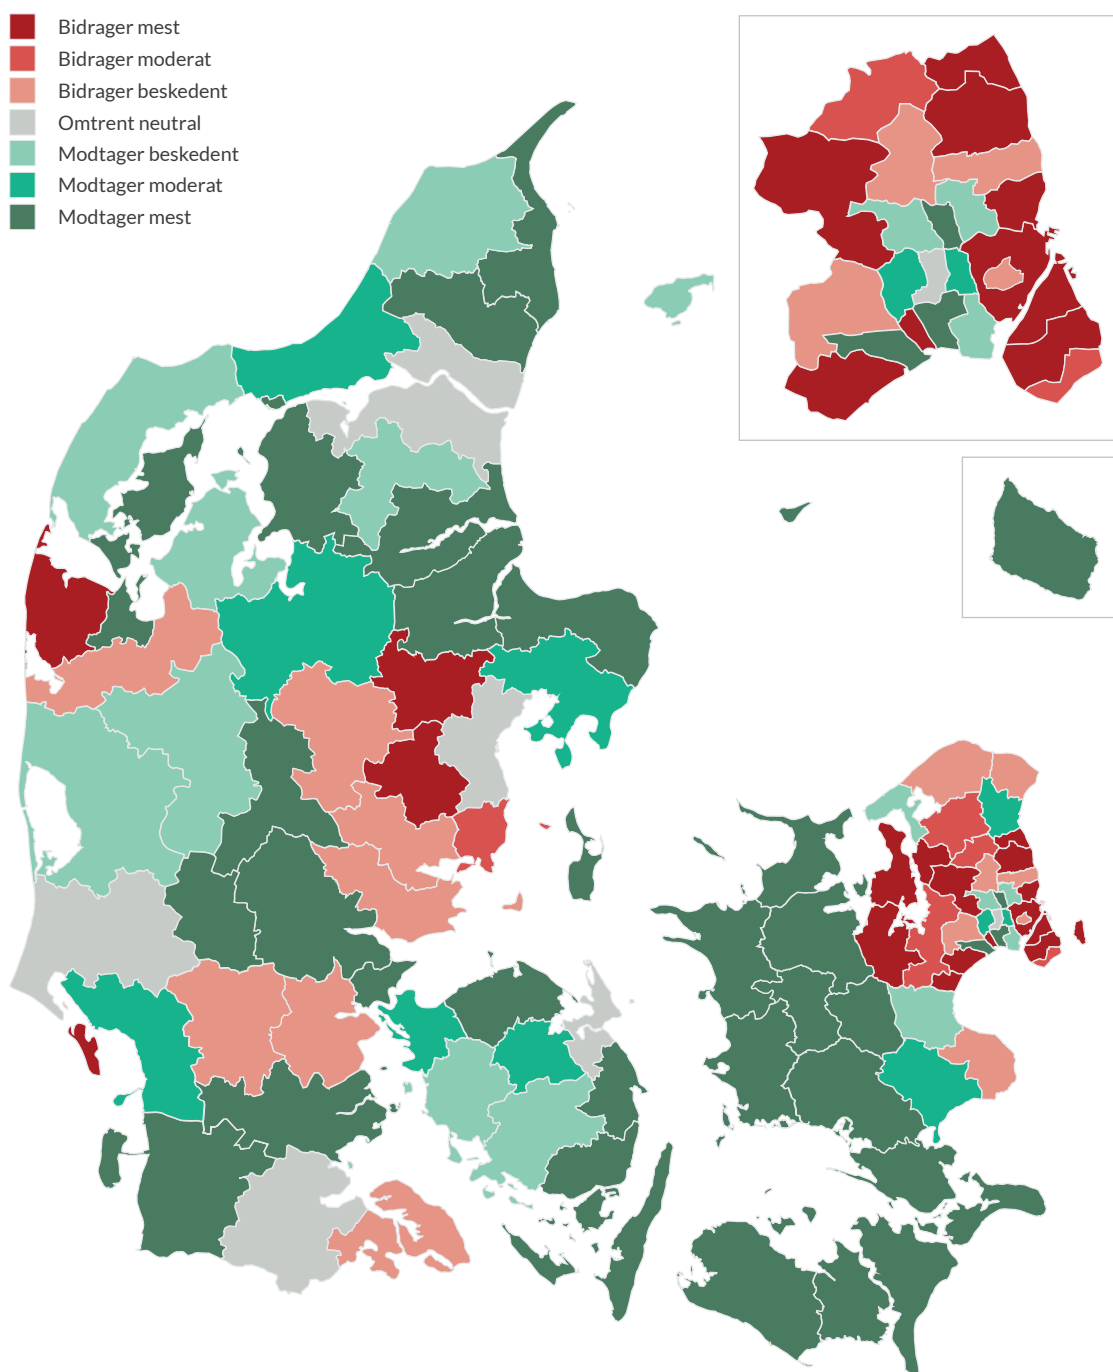 Bidrager mest
Bidrager moderat
Bidrager beskedent
Omtrent neutral
Modtager beskedent
Modtager moderat
Modtager mest